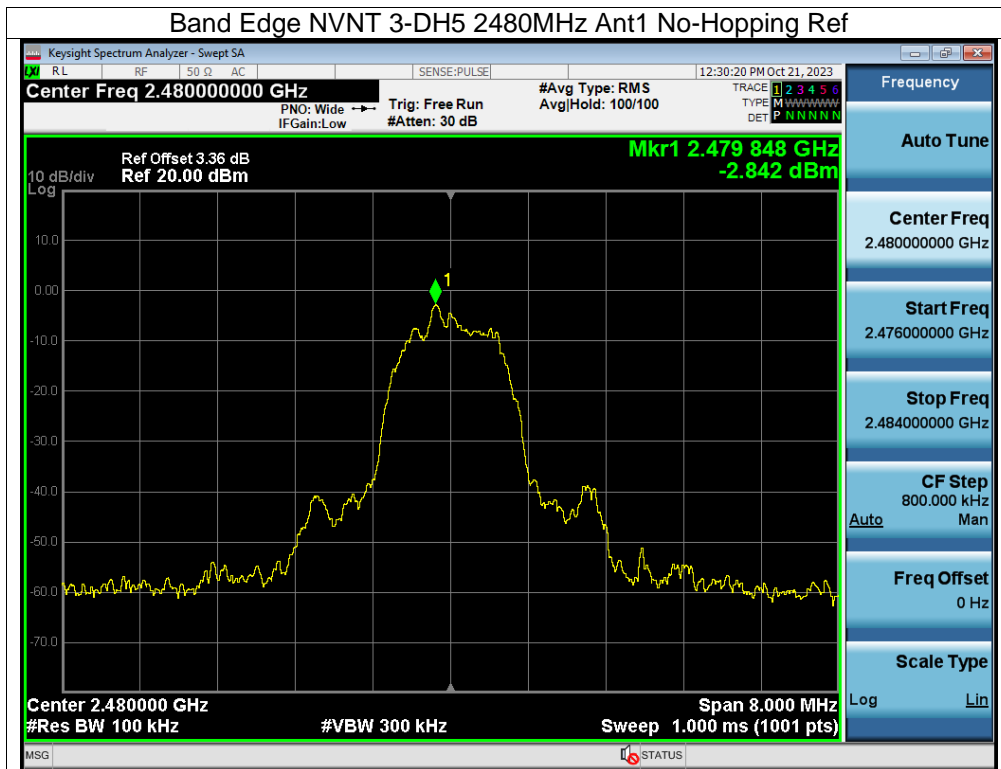 Band Edge NVNT 3-DH5 2480MHz Ant1 No-Hopping Ref
Keysight Spectrum Analyzer - Swept SA
LXI RL RF 50 Ω AC SENSE:PULSE 12:30:20 PM Oct 21, 2023
Center Freq 2.480000000 GHz #Avg Type: RMS TRACE 1 2 3 4 5 6
PNO: Wide Trig: Free Run Avg|Hold: 100/100 TYPE M WWWWW
IFGain:Low #Atten: 30 dB DET P N N N N N
Mkr1 2.479 848 GHz
-2.842 dBm
Ref Offset 3.36 dB
10 dB/div Ref 20.00 dBm
Log
10.0
0.00
-10.0
-20.0
-30.0
-40.0
-50.0
-60.0
-70.0
1
Center 2.480000 GHz Span 8.000 MHz
#Res BW 100 kHz #VBW 300 kHz Sweep 1.000 ms (1001 pts)
MSG STATUS
Frequency
Auto Tune
Center Freq
2.480000000 GHz
Start Freq
2.476000000 GHz
Stop Freq
2.484000000 GHz
CF Step
800.000 kHz
Auto Man
Freq Offset
0 Hz
Scale Type
Log Lin